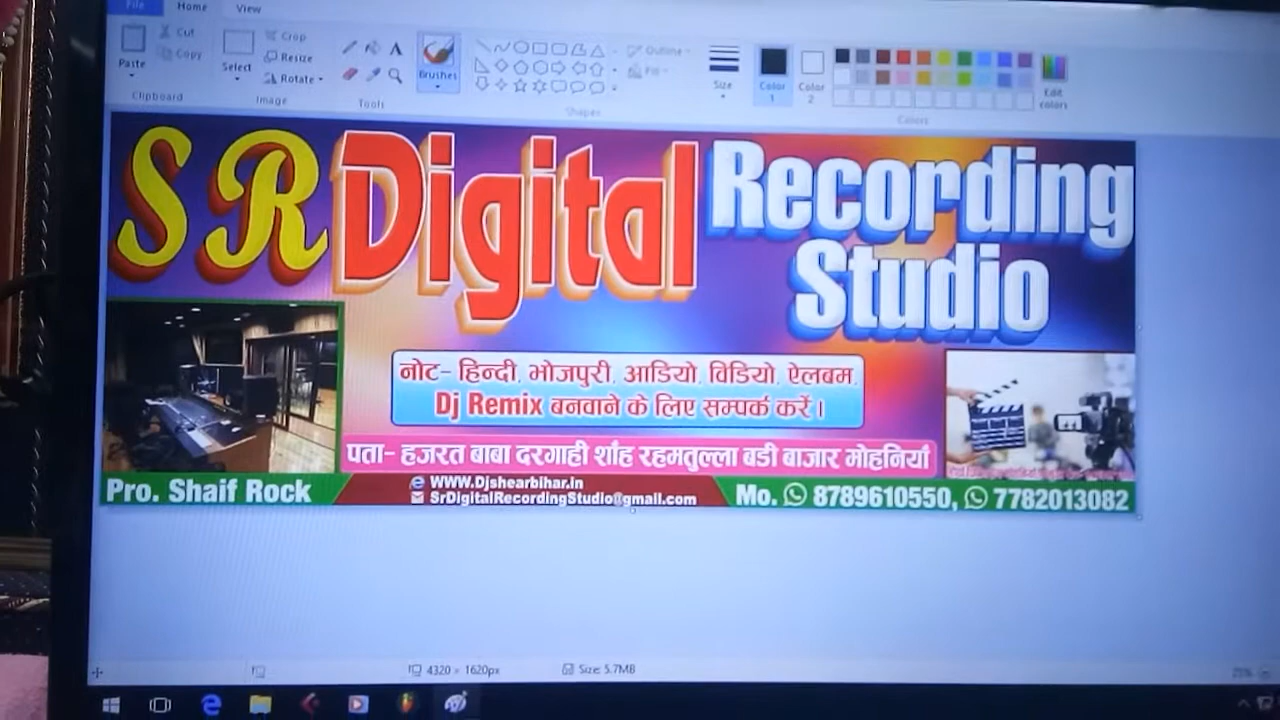 File
Home
View
Paste
Cut
Copy
Clipboard
Select
Crop
Resize
Rotate
Image
Tools
Brushes
Shapes
Outline
Fill
Size
Color 1
Color 2
Edit colors
Colors
SR Digital Recording Studio
नोट- हिन्दी, भोजपुरी, आडियो, विडियो, ऐलबम,
Dj Remix बनवाने के लिए सम्पर्क करें।
पता- हजरत बाबा दरगाही शाँह रहमतुल्ला बडी बाजार मोहनियाँ
Pro. Shaif Rock
WWW.Djshearbihar.in
SrDigitalRecordingStudio@gmail.com
Mo. 8789610550, 7782013082
4320 × 1620px
Size: 5.7MB